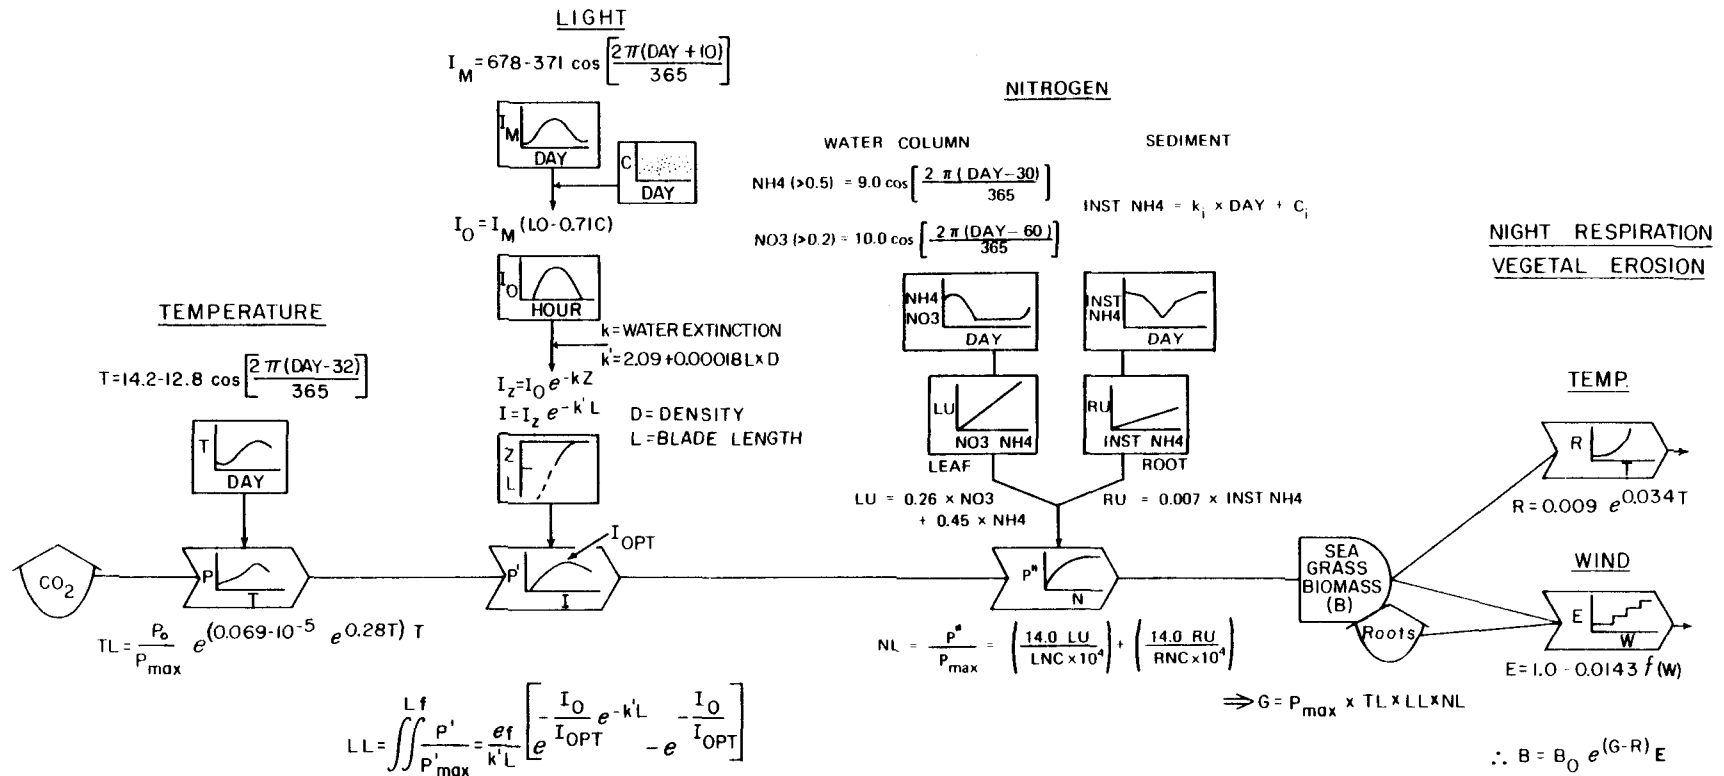 LIGHT
I_M = 678-371 cos [2π(DAY+10)/365]
I_M
DAY
C
DAY
I_O = I_M (1.0-0.71C)
I_O
HOUR
k = WATER EXTINCTION
k' = 2.09+0.00018L×D
I_Z = I_O e^-kZ
I = I_Z e^-k'L
D = DENSITY
L = BLADE LENGTH
Z
L
I_OPT
P'
I
LL = ∫∫^Lf P'/P'max = ef/k'L [e^(-I_O/I_OPT e^-k'L) - e^(-I_O/I_OPT)]
TEMPERATURE
T = 14.2-12.8 cos [2π(DAY-32)/365]
T
DAY
CO2
P
T
TL = P_o/P_max e^(0.069-10^-5 e^0.28T) T
NITROGEN
WATER COLUMN
SEDIMENT
NH4 (>0.5) = 9.0 cos [2π(DAY-30)/365]
INST NH4 = k_i × DAY + C_i
NO3 (>0.2) = 10.0 cos [2π(DAY-60)/365]
NH4
NO3
DAY
INST
NH4
DAY
LU
NO3 NH4
LEAF
RU
INST NH4
ROOT
LU = 0.26 × NO3
+ 0.45 × NH4
RU = 0.007 × INST NH4
P"
N
NL = P"/P_max = (14.0 LU/LNC×10^4) + (14.0 RU/RNC×10^4)
SEA
GRASS
BIOMASS
(B)
Roots
NIGHT RESPIRATION
VEGETAL EROSION
TEMP.
R
T
R = 0.009 e^0.034T
WIND
E
W
E = 1.0 - 0.0143 f(W)
⇒ G = P_max × TL×LL×NL
∴ B = B_O e^(G-R) E